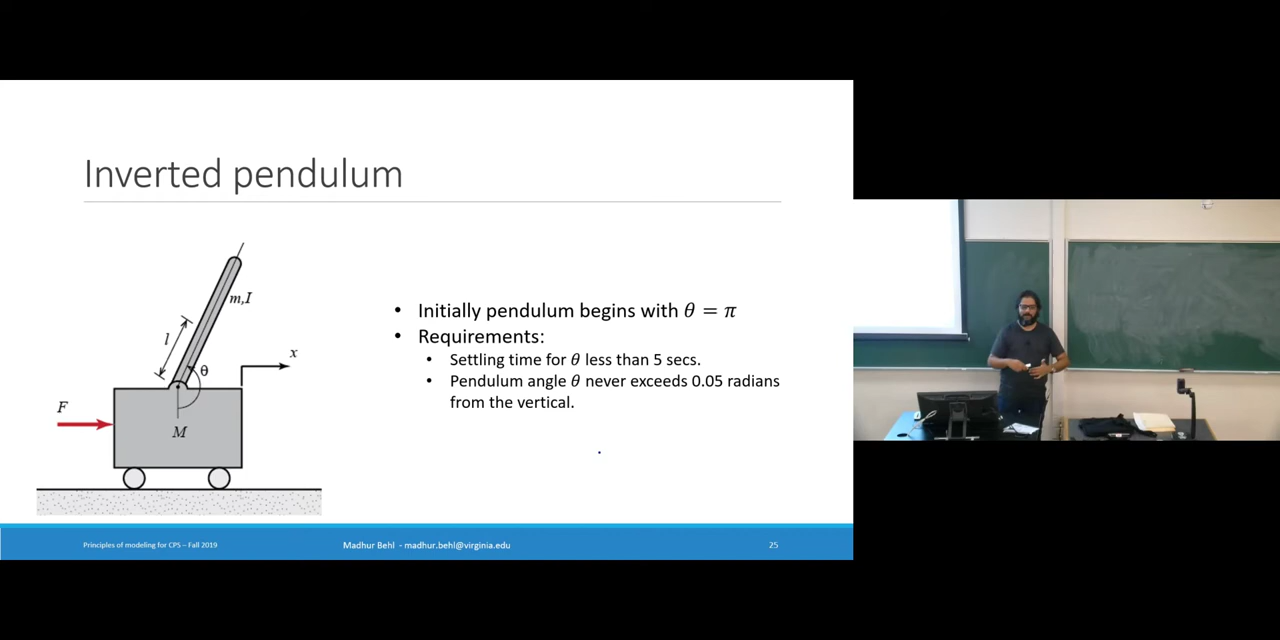 Inverted pendulum
m,I
l
θ
x
F
M
• Initially pendulum begins with θ = π
• Requirements:
• Settling time for θ less than 5 secs.
• Pendulum angle θ never exceeds 0.05 radians
from the vertical.
Principles of modeling for CPS – Fall 2019
Madhur Behl - madhur.behl@virginia.edu
25